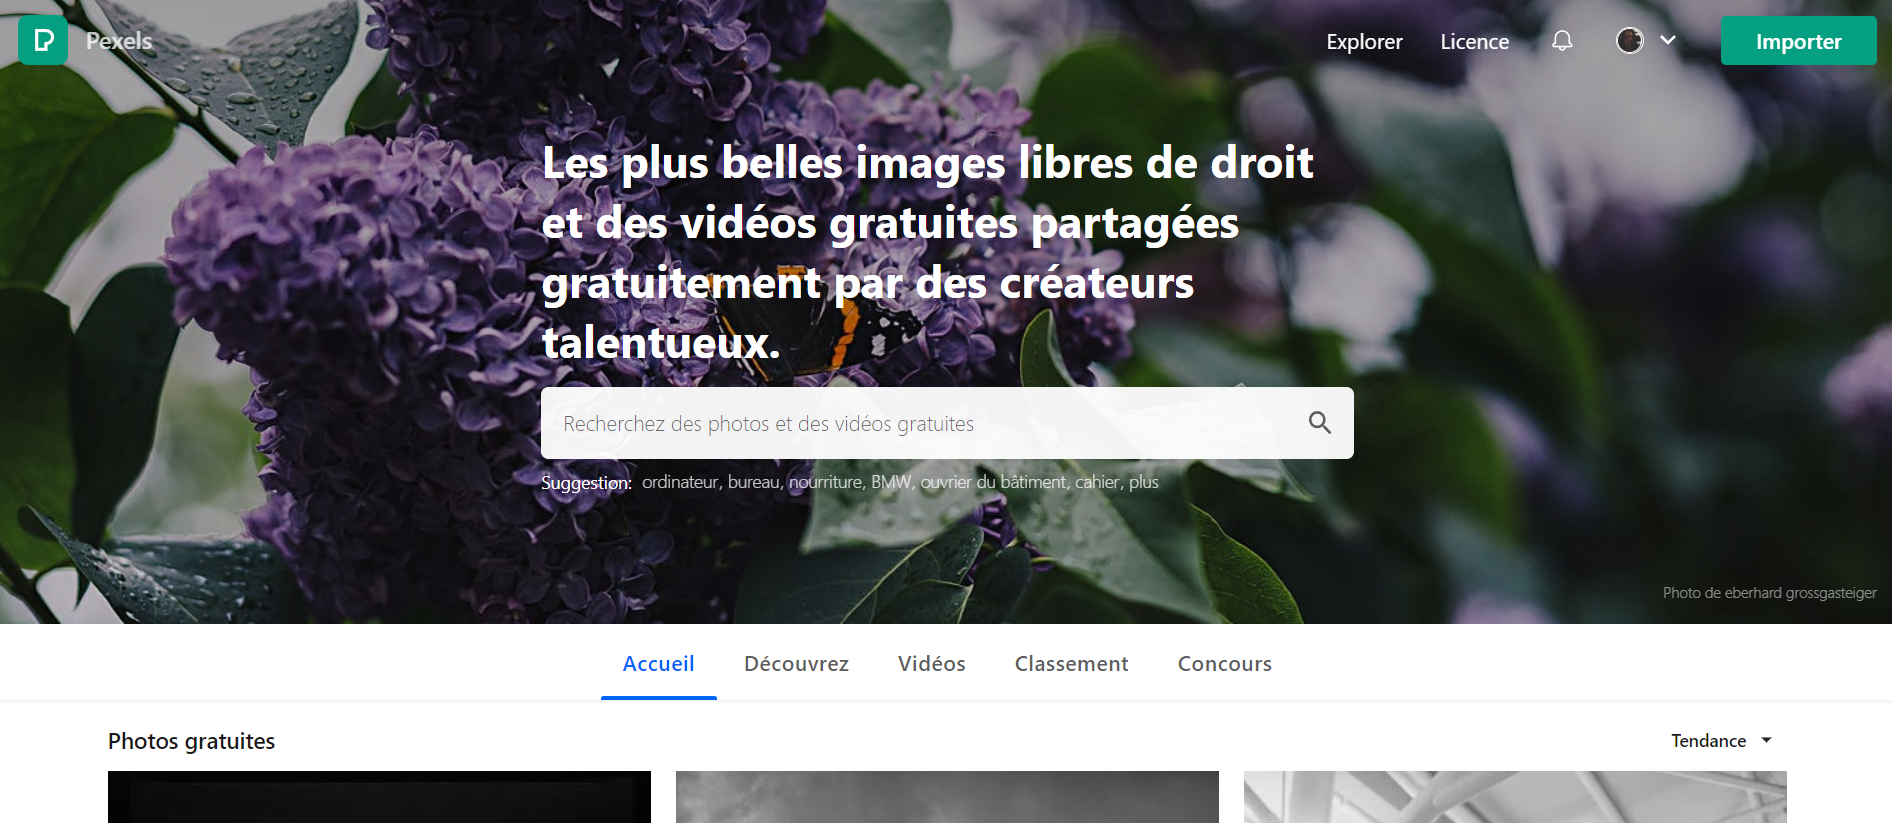 Pexels
Explorer
Licence
Importer
Les plus belles images libres de droit
et des vidéos gratuites partagées
gratuitement par des créateurs
talentueux.
Recherchez des photos et des vidéos gratuites
Suggestion: ordinateur, bureau, nourriture, BMW, ouvrier du bâtiment, cahier, plus
Photo de eberhard grossgasteiger
Accueil
Découvrez
Vidéos
Classement
Concours
Photos gratuites
Tendance